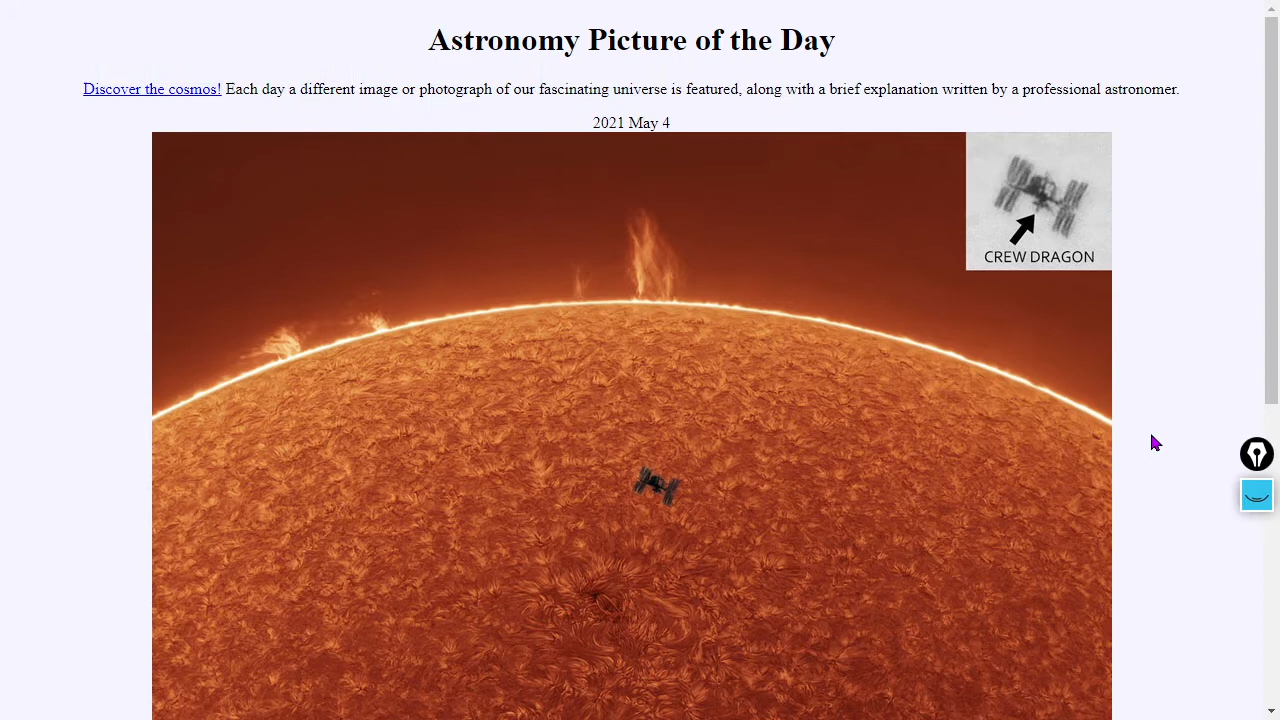 Astronomy Picture of the Day
Discover the cosmos! Each day a different image or photograph of our fascinating universe is featured, along with a brief explanation written by a professional astronomer.
2021 May 4
CREW DRAGON